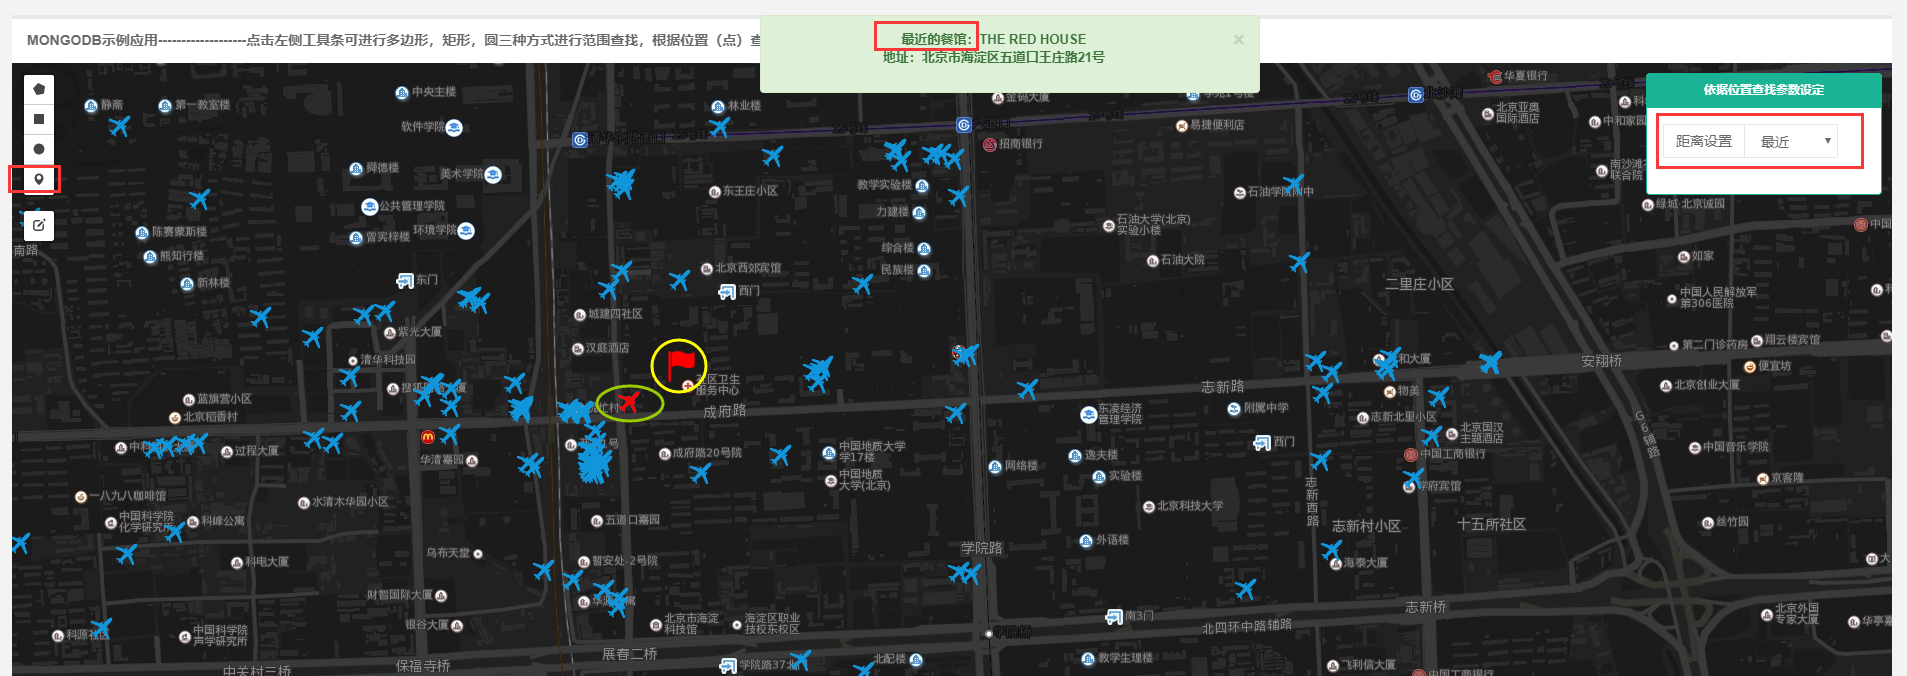 MONGODB示例应用------------------点击左侧工具条可进行多边形，矩形，圆三种方式进行范围查找，根据位置（点）
最近的餐馆：THE RED HOUSE
×
地址：北京市海淀区五道口王庄路21号
依据位置查找参数设定
距离设置
最近
静斋
第一教室楼
中央主楼
林业楼
金码大厦
华夏银行
软件学院
易捷便利店
北京亚奥
国际酒店
中和家园
招商银行
舜德楼
美术学院
东王庄小区
教学实验楼
石油学院附中
公共管理学院
力建楼
石油大学(北京)
实验小楼
绿城·北京诚园
陈赛蒙斯楼
曾宪梓楼
环境学院
综合楼
南路
熊知行楼
北京西郊宾馆
民族楼
石油大院
如家
新林楼
东门
西门
二里庄小区
中国人民解放军
第306医院
城建四社区
紫光大厦
汉庭酒店
清华科技园
第二门诊药房
翔云楼宾馆
安翔桥
便宜坊
社区卫生
服务中心
志新路
物美
北京创业大厦
蓝旗营小区
北京稻香村
成府路
东凌经济
管理学院
附属中学
志新北里小区
G6辅路
过程大厦
北京国汉
主题酒店
西门
华清嘉园
成府路20号院
中国地质大学
学17楼
逸夫楼
中国工商银行
中国音乐学院
网络楼
实验楼
中国地质
大学(北京)
学府宾馆
京客隆
一八九八咖啡馆
水清木华园小区
志新西路
北京科技大学
中国科学院
化学研究所
科峰公寓
五道口嘉园
志新村小区
十五所社区
丝竹园
外语楼
学院路
乌布天堂
科电大厦
暂安处-2号院
海泰大厦
财智国际大厦
志新桥
北京外国
专家大厦
南3门
北京市海淀
科技馆
海淀区职业
技校东校区
银谷大厦
中国科学院
声学研究所
学院桥
北四环中路辅路
展春二桥
北配楼
教学生理楼
保福寺桥
飞利信大厦
中关村三桥
中国工商银行